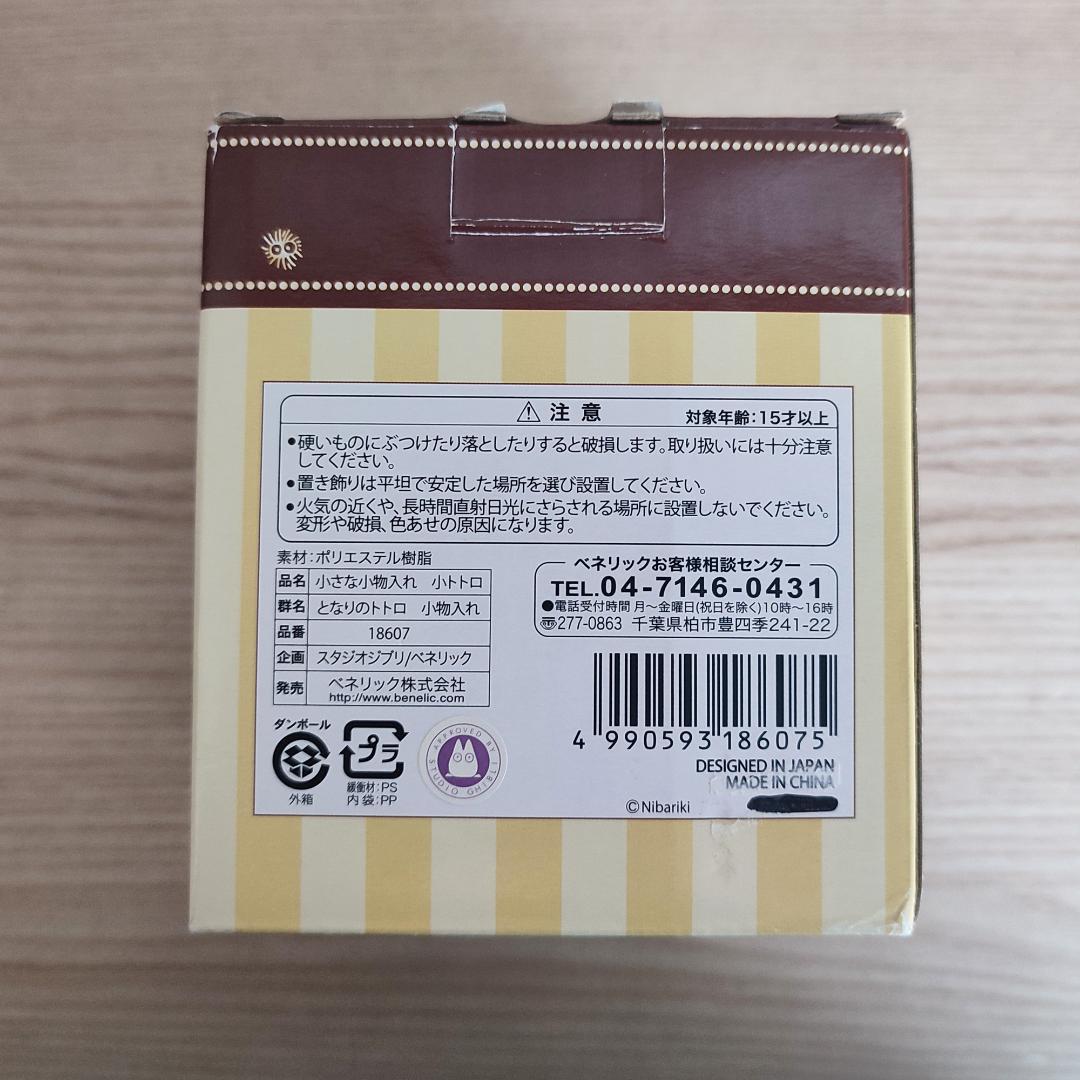 ⚠ 注意 対象年齢:15才以上
●硬いものにぶつけたり落としたりすると破損します。取り扱いには十分注意
してください。
●置き飾りは平坦で安定した場所を選び設置してください。
●火気の近くや、長時間直射日光にさらされる場所に設置しないでください。
変形や破損、色あせの原因になります。
素材:ポリエステル樹脂
品名 小さな小物入れ 小トトロ
群名 となりのトトロ 小物入れ
品番 18607
企画 スタジオジブリ/ベネリック
発売 ベネリック株式会社
http://www.benelic.com
ベネリックお客様相談センター
TEL.04-7146-0431
●電話受付時間 月〜金曜日(祝日を除く)10時〜16時
〠277-0863 千葉県柏市豊四季241-22
ダンボール
外箱
プラ
緩衝材:PS
内袋:PP
APPROVED BY
STUDIO GHIBLI
4 990593 186075
DESIGNED IN JAPAN
MADE IN CHINA
©Nibariki